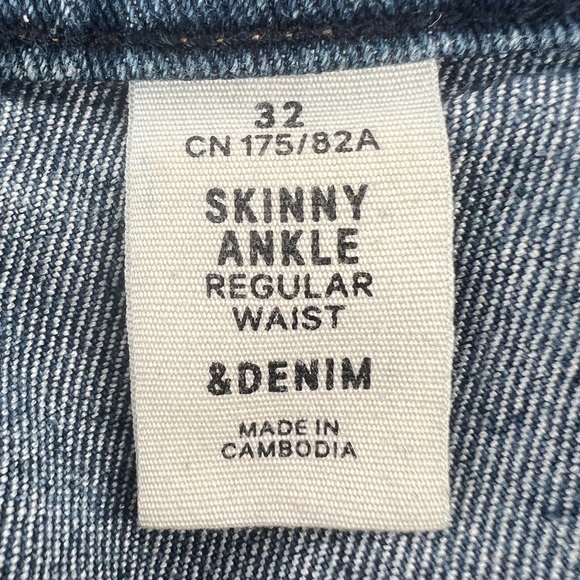 32
CN 175/82A
SKINNY
ANKLE
REGULAR
WAIST
&DENIM
MADE IN
CAMBODIA